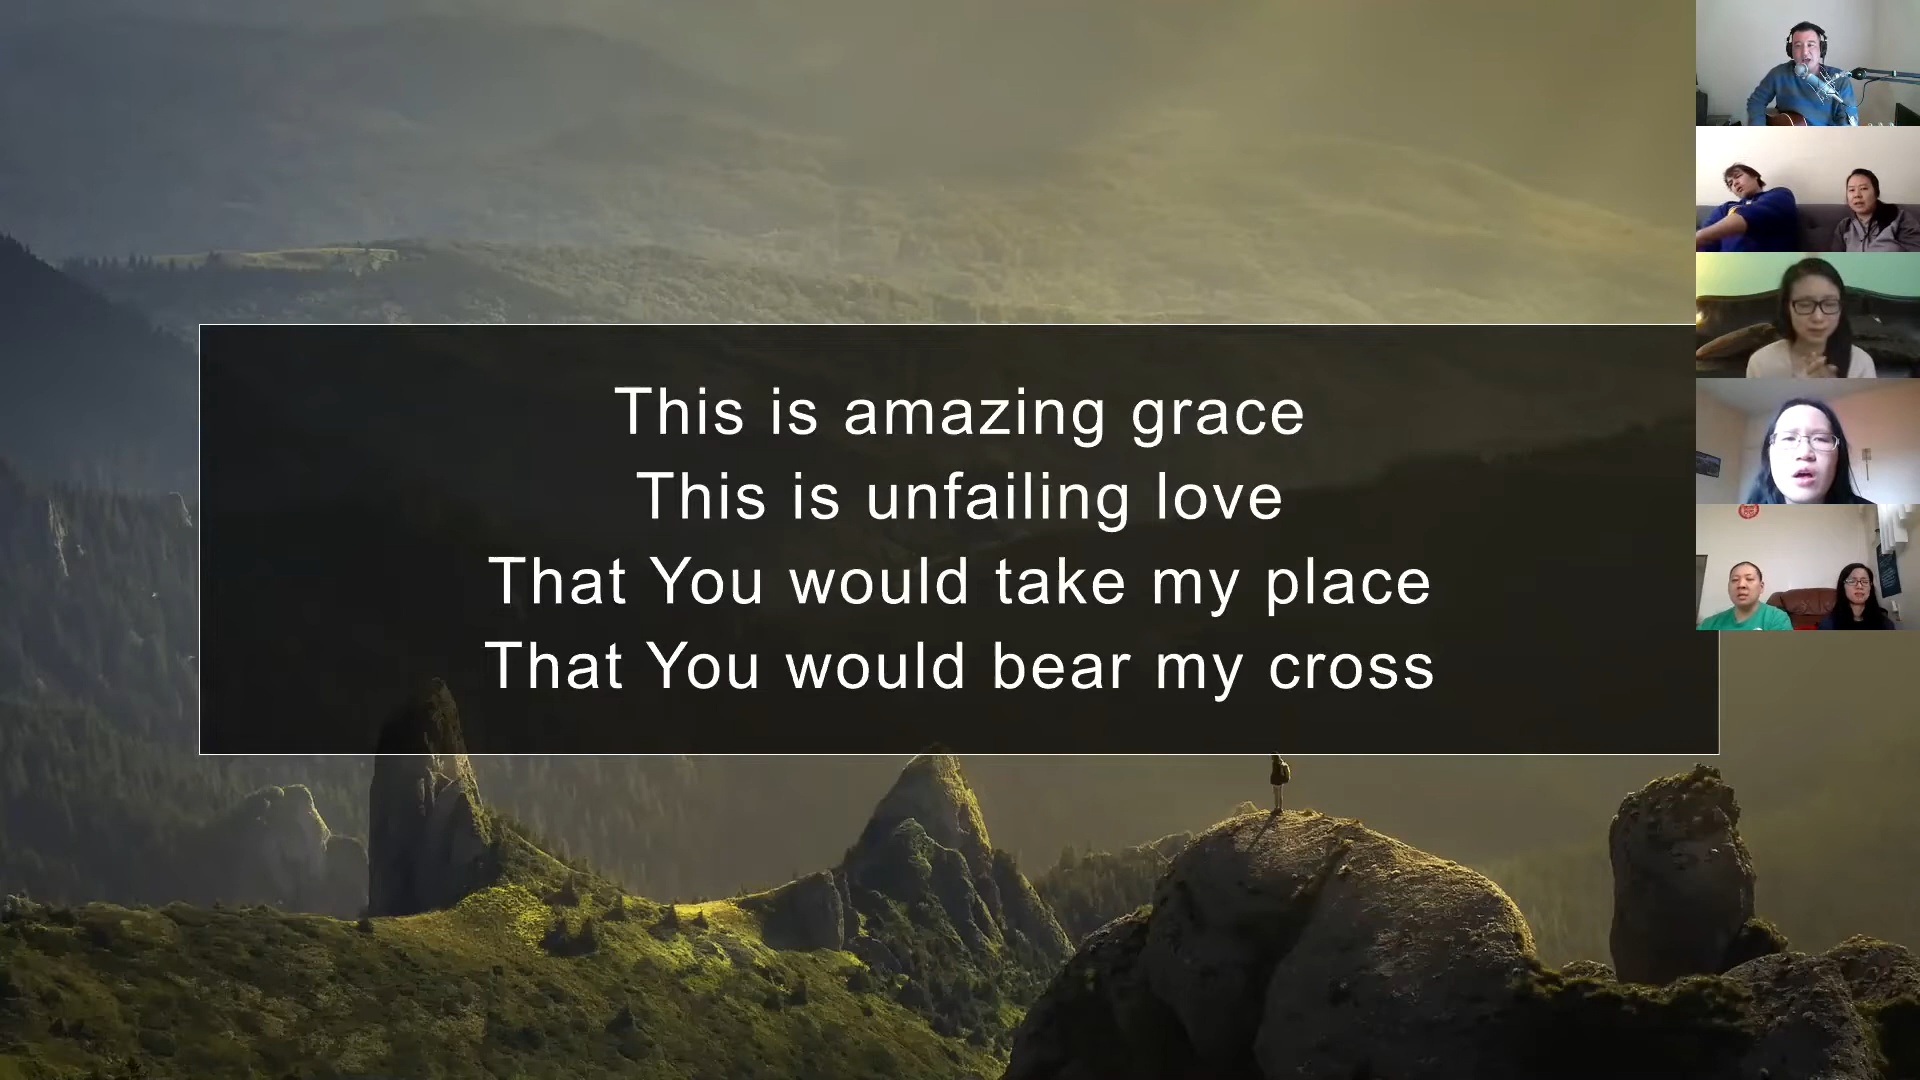 This is amazing grace
This is unfailing love
That You would take my place
That You would bear my cross